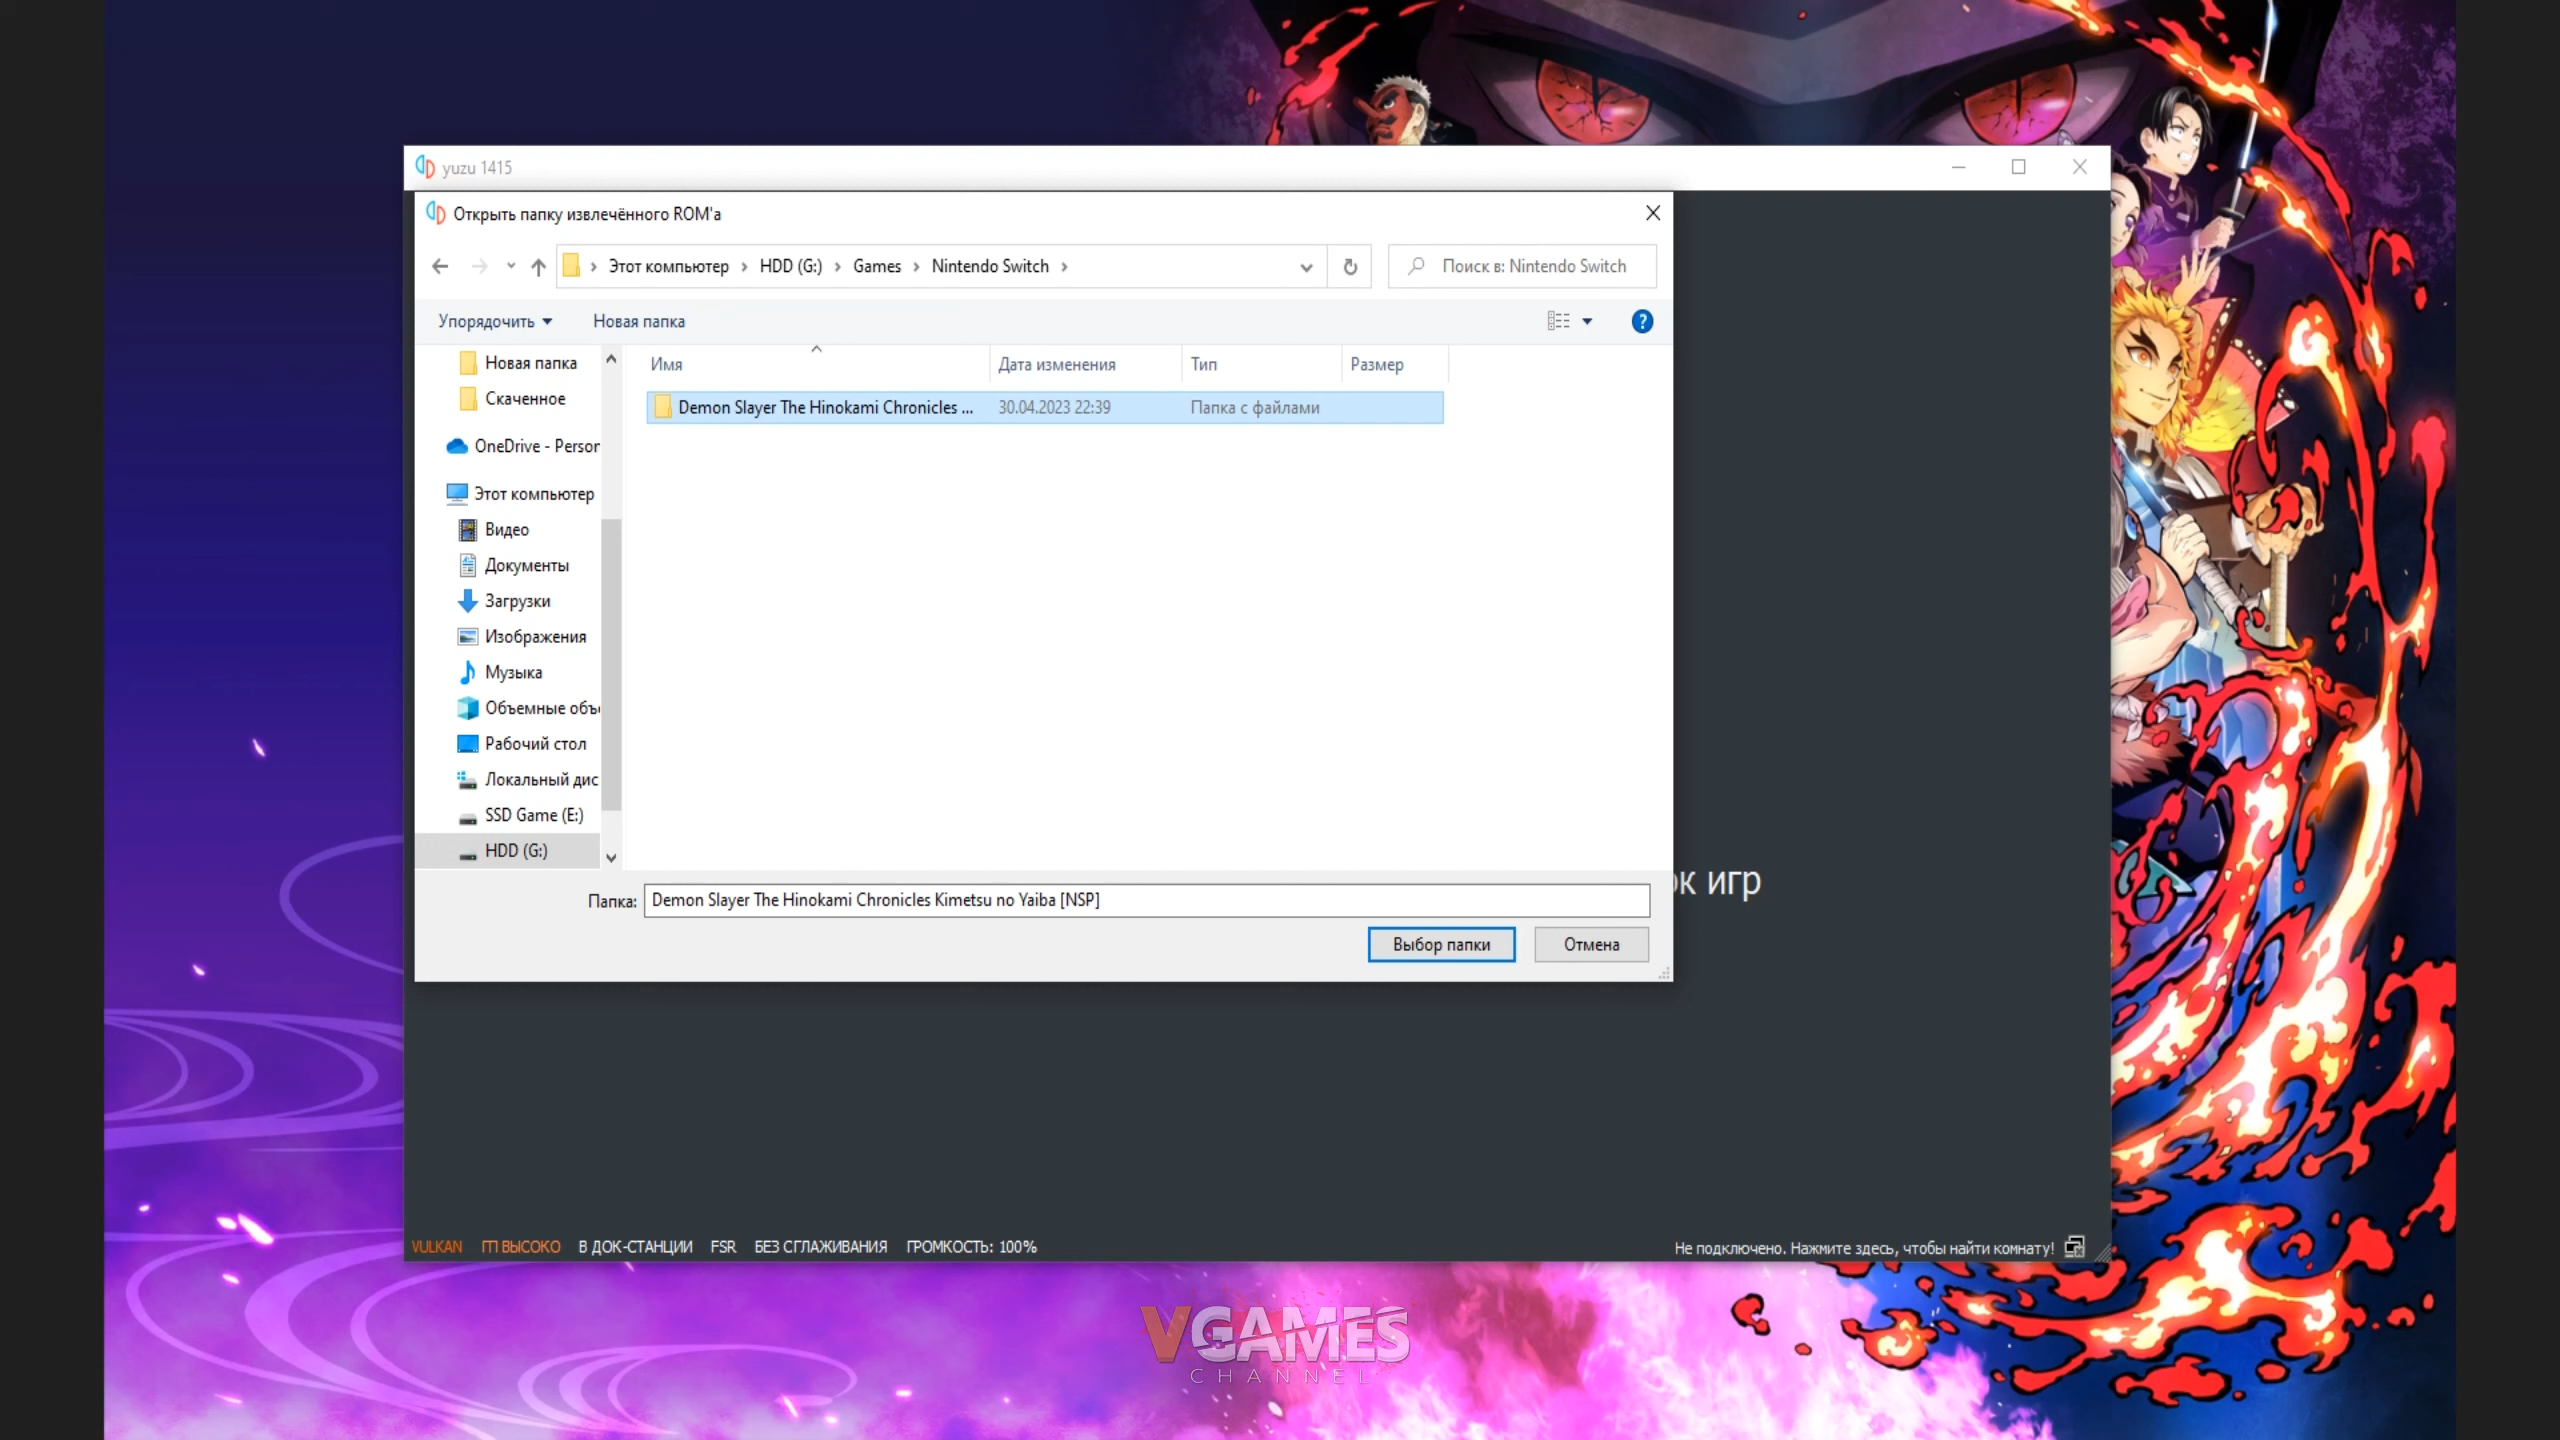 yuzu 1415
Открыть папку извлечённого ROM'а
Этот компьютер › HDD (G:) › Games › Nintendo Switch ›
Поиск в: Nintendo Switch
Упорядочить
Новая папка
Имя
Дата изменения
Тип
Размер
Demon Slayer The Hinokami Chronicles ...
30.04.2023 22:39
Папка с файлами
Новая папка
Скаченное
OneDrive - Person
Этот компьютер
Видео
Документы
Загрузки
Изображения
Музыка
Объемные объе
Рабочий стол
Локальный дис
SSD Game (E:)
HDD (G:)
Папка:
Demon Slayer The Hinokami Chronicles Kimetsu no Yaiba [NSP]
Выбор папки
Отмена
ок игр
VULKAN ГП ВЫСОКО В ДОК-СТАНЦИИ FSR БЕЗ СГЛАЖИВАНИЯ ГРОМКОСТЬ: 100%
Не подключено. Нажмите здесь, чтобы найти комнату!
VGAMES
CHANNEL